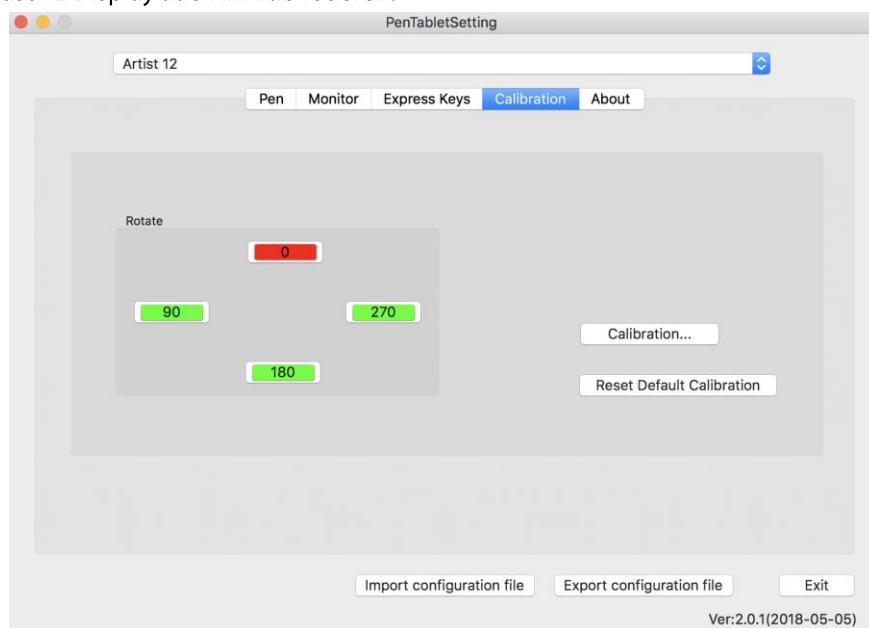 PenTabletSetting
Artist 12
Pen Monitor Express Keys Calibration About
Rotate
0
90 270
180
Calibration...
Reset Default Calibration
Import configuration file Export configuration file Exit
Ver:2.0.1(2018-05-05)